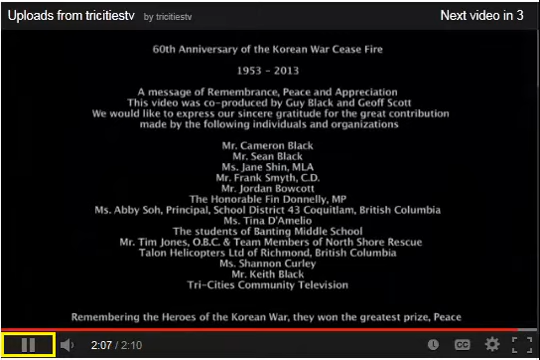 Uploads from tricitiestv by tricitiestv Next video in 3
60th Anniversary of the Korean War Cease Fire
1953 - 2013
A message of Remembrance, Peace and Appreciation
This video was co-produced by Guy Black and Geoff Scott
We would like to express our sincere gratitude for the great contribution
made by the following individuals and organizations
Mr. Cameron Black
Mr. Sean Black
Ms. Jane Shin, MLA
Mr. Frank Smyth, C.D.
Mr. Jordan Bowcott
The Honorable Fin Donnelly, MP
Ms. Abby Soh, Principal, School District 43 Coquitlam, British Columbia
Ms. Tina D'Amelio
The students of Banting Middle School
Mr. Tim Jones, O.B.C. & Team Members of North Shore Rescue
Talon Helicopters Ltd of Richmond, British Columbia
Ms. Shannon Curley
Mr. Keith Black
Tri-Cities Community Television
Remembering the Heroes of the Korean War, they won the greatest prize, Peace
2:07 / 2:10 CC